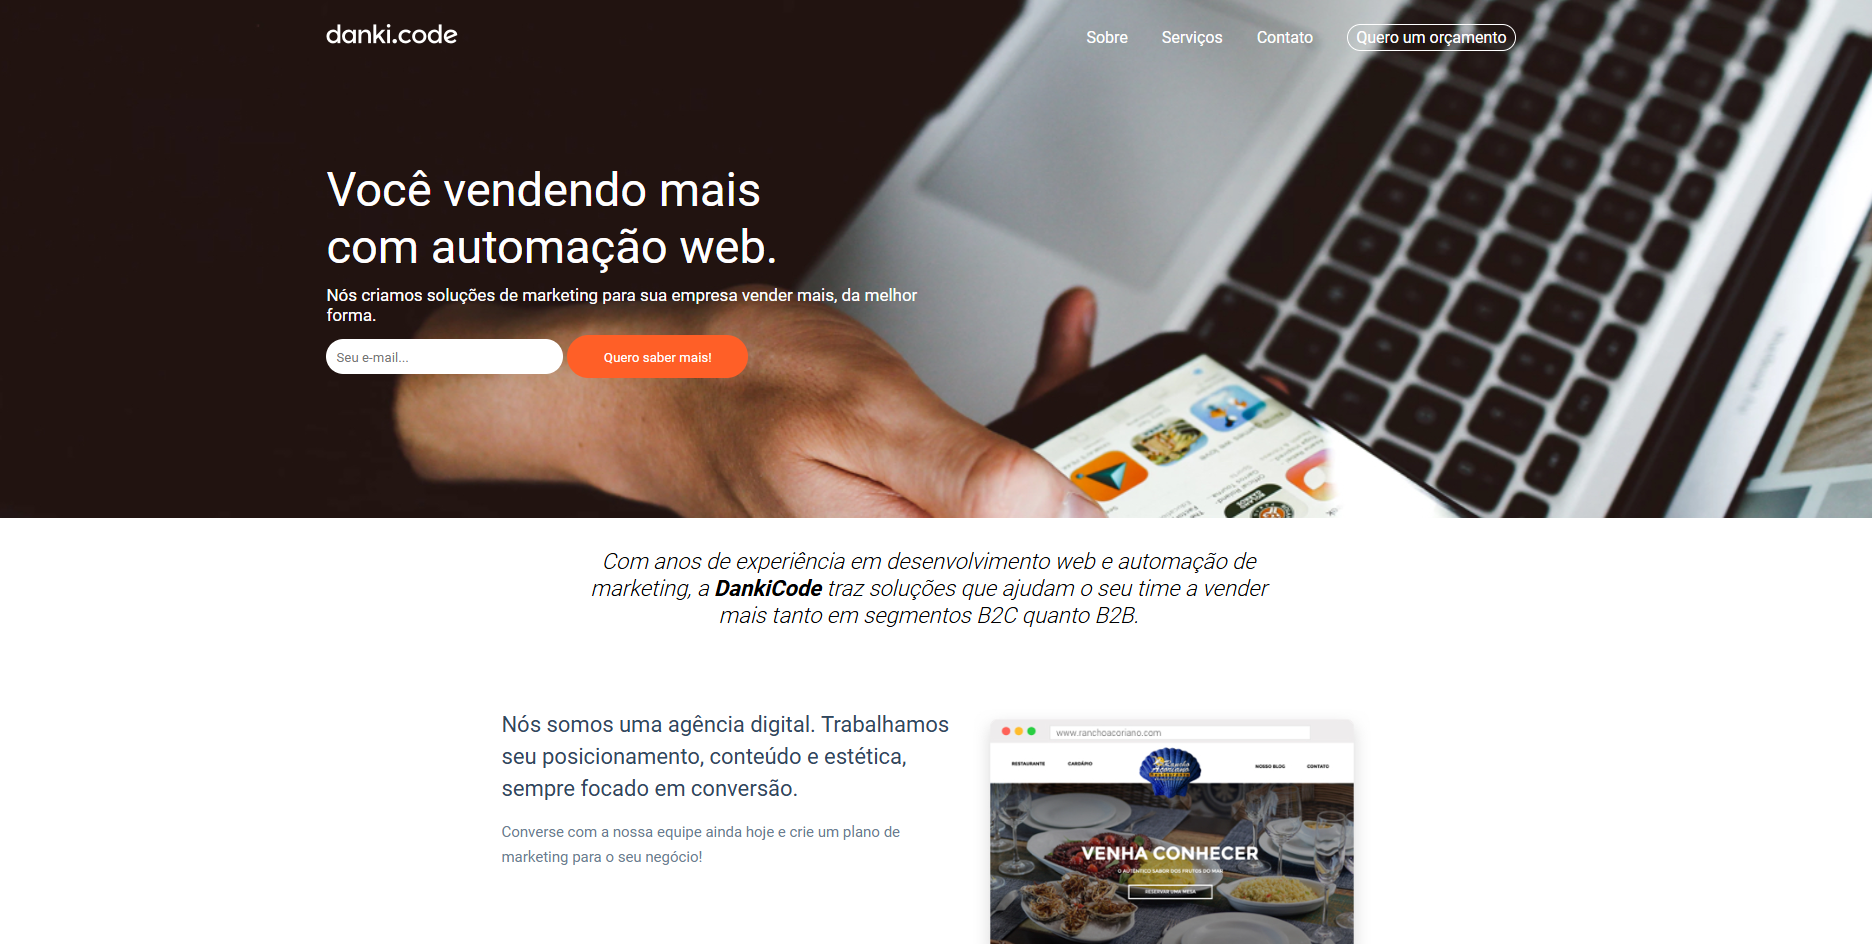 danki.code
Sobre Serviços Contato Quero um orçamento
Você vendendo mais
com automação web.
Nós criamos soluções de marketing para sua empresa vender mais, da melhor
forma.
Seu e-mail... Quero saber mais!
Com anos de experiência em desenvolvimento web e automação de
marketing, a DankiCode traz soluções que ajudam o seu time a vender
mais tanto em segmentos B2C quanto B2B.
Nós somos uma agência digital. Trabalhamos
seu posicionamento, conteúdo e estética,
sempre focado em conversão.
Converse com a nossa equipe ainda hoje e crie um plano de
marketing para o seu negócio!
www.ranchoacoriano.com
RESTAURANTE CARDÁPIO NOSSO BLOG CONTATO
Rancho
Açoriano
VENHA CONHECER
O AUTÊNTICO SABOR DOS FRUTOS DO MAR
RESERVAR UMA MESA